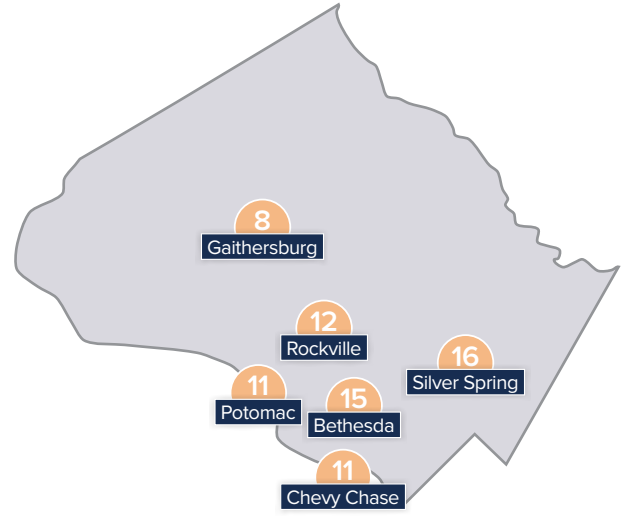 8
Gaithersburg
12
Rockville
16
Silver Spring
11
Potomac
15
Bethesda
11
Chevy Chase